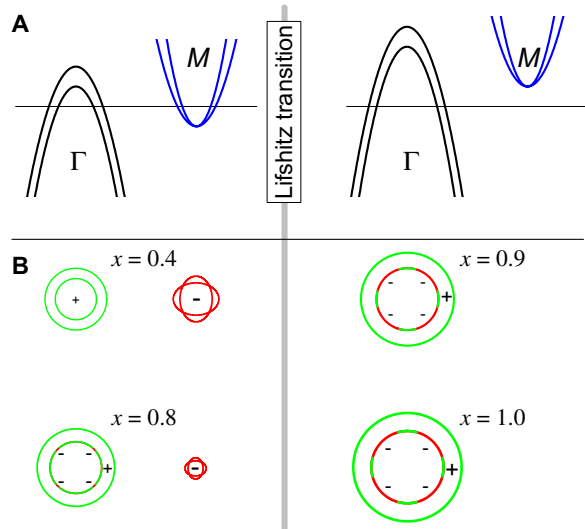 A
M
Γ
Lifshitz transition
M
Γ
B
x = 0.4
+
-
x = 0.9
- -
+
- -
x = 0.8
- -
+
-
- -
x = 1.0
- -
+
- -